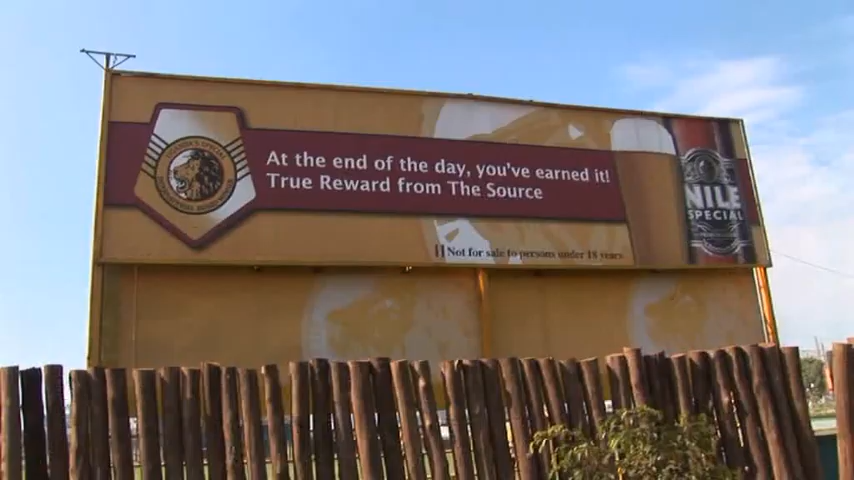 At the end of the day, you've earned it!
True Reward from The Source
NILE
SPECIAL
Not for sale to persons under 18 years